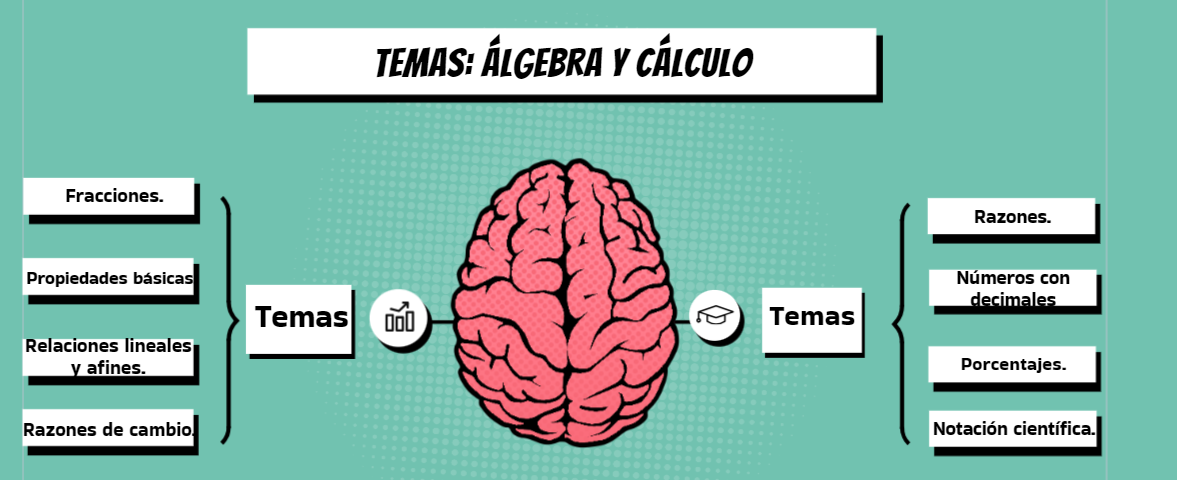 TEMAS: ÁLGEBRA Y CÁLCULO
Fracciones.
Propiedades básicas
Relaciones lineales
y afines.
Razones de cambio.
Temas
Temas
Razones.
Números con
decimales
Porcentajes.
Notación científica.